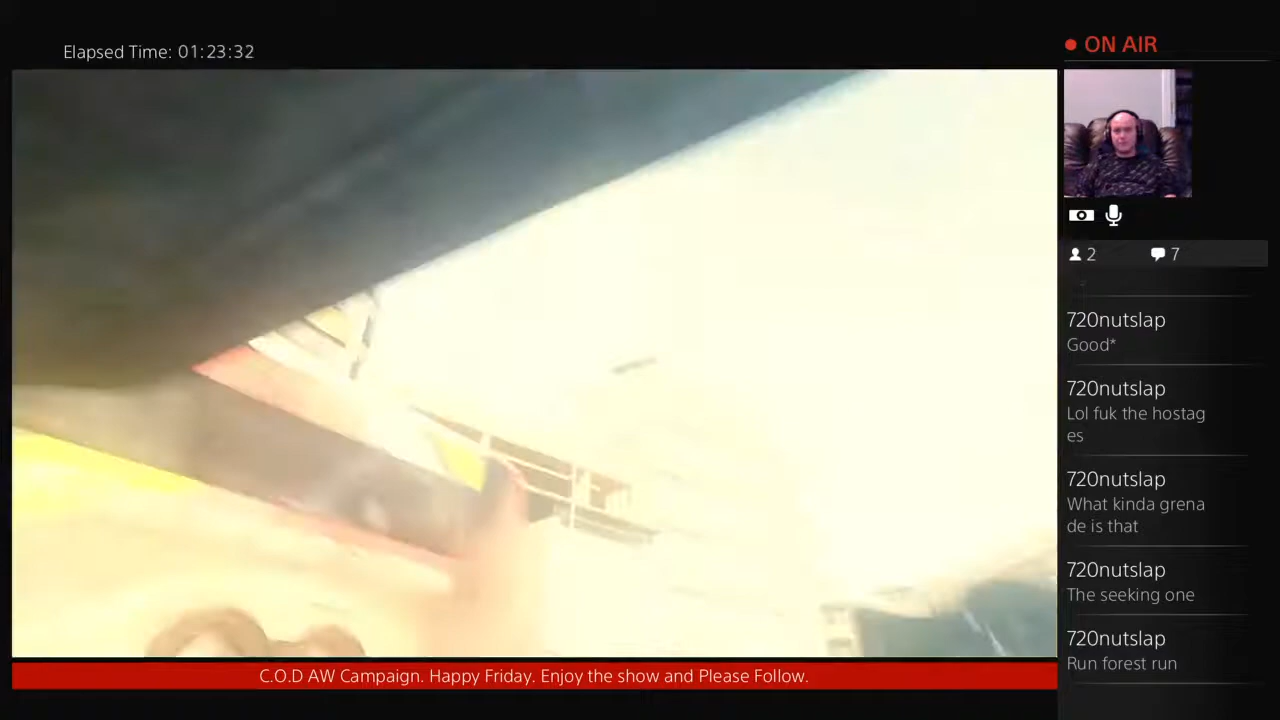 Elapsed Time: 01:23:32
ON AIR
2
7
720nutslap
Good*
720nutslap
Lol fuk the hostag
es
720nutslap
What kinda grena
de is that
720nutslap
The seeking one
720nutslap
Run forest run
C.O.D AW Campaign. Happy Friday. Enjoy the show and Please Follow.